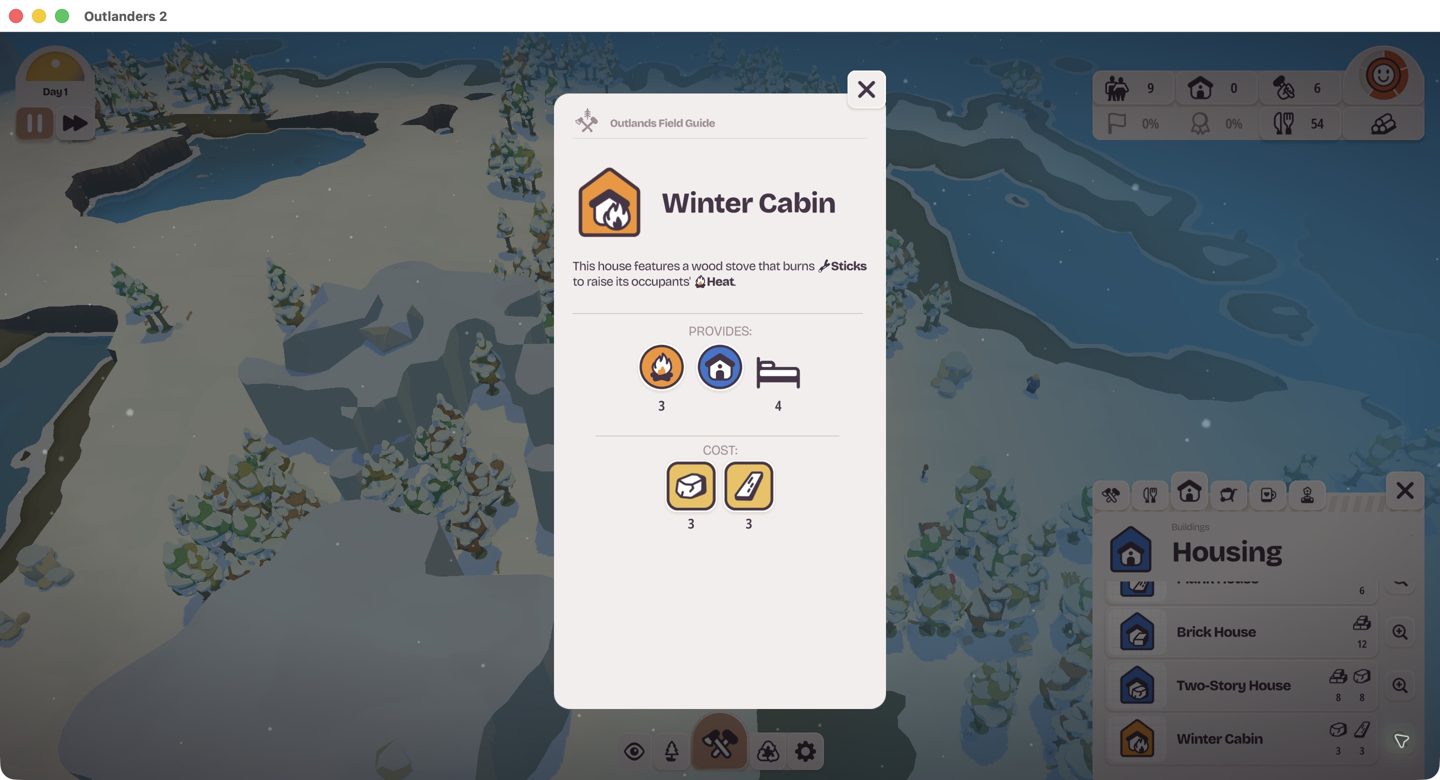 Outlanders 2
Day 1
9
0
6
0%
0%
54
Outlands Field Guide
Winter Cabin
This house features a wood stove that burns Sticks
to raise its occupants' Heat.
PROVIDES:
3
4
COST:
3
3
Buildings
Housing
Plank House
6
Brick House
12
Two-Story House
8
8
Winter Cabin
3
3